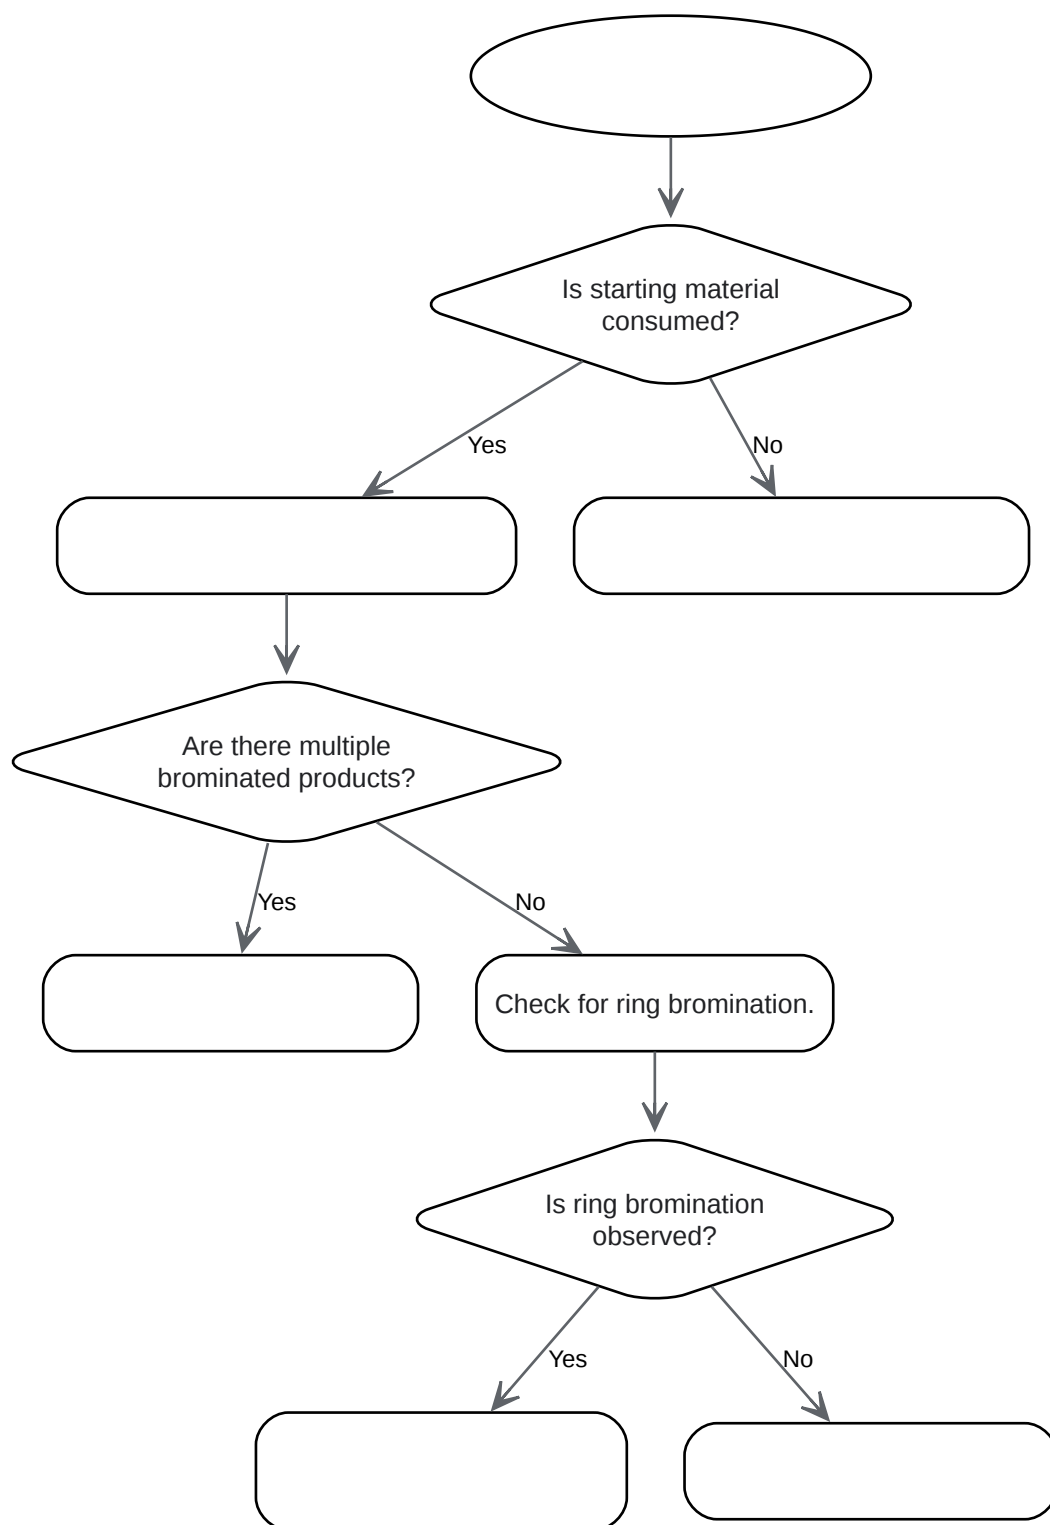 Is starting material
consumed?
Yes
No
Are there multiple
brominated products?
Yes
No
Check for ring bromination.
Is ring bromination
observed?
Yes
No